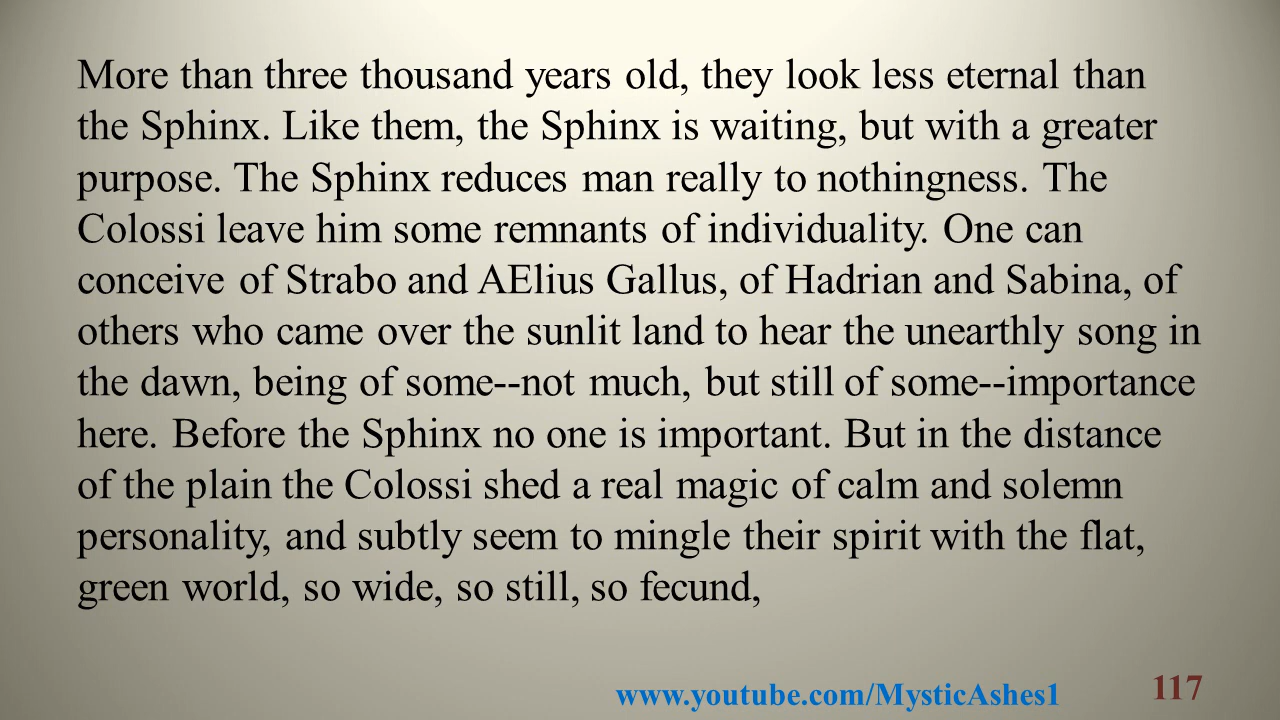 More than three thousand years old, they look less eternal than
the Sphinx. Like them, the Sphinx is waiting, but with a greater
purpose. The Sphinx reduces man really to nothingness. The
Colossi leave him some remnants of individuality. One can
conceive of Strabo and AElius Gallus, of Hadrian and Sabina, of
others who came over the sunlit land to hear the unearthly song in
the dawn, being of some--not much, but still of some--importance
here. Before the Sphinx no one is important. But in the distance
of the plain the Colossi shed a real magic of calm and solemn
personality, and subtly seem to mingle their spirit with the flat,
green world, so wide, so still, so fecund,
www.youtube.com/MysticAshes1
117